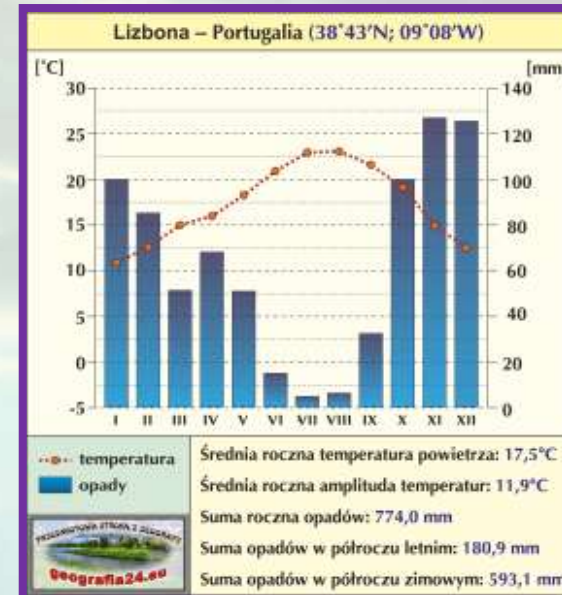 Lizbona – Portugalia (38°43'N; 09°08'W)
[°C] [mm]
30 140
25 120
20 100
15 80
10 60
5 40
0 20
-5 0
I II III IV V VI VII VIII IX X XI XII
temperatura
opady
Średnia roczna temperatura powietrza: 17,5°C
Średnia roczna amplituda temperatur: 11,9°C
Suma roczna opadów: 774,0 mm
Suma opadów w półroczu letnim: 180,9 mm
Suma opadów w półroczu zimowym: 593,1 mm
PRZEDMIOTOWA STRONA Z GEOGRAFII
geografia24.eu